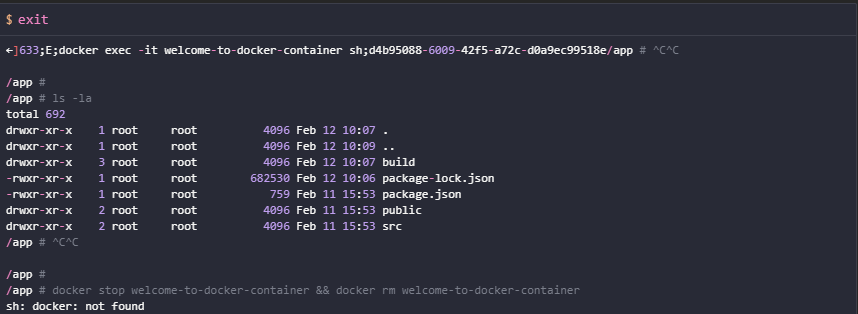 $ exit
←]633;E;docker exec -it welcome-to-docker-container sh;d4b95088-6009-42f5-a72c-d0a9ec99518e/app # ^C^C
/app #
/app # ls -la
total 692
drwxr-xr-x    1 root     root          4096 Feb 12 10:07 .
drwxr-xr-x    1 root     root          4096 Feb 12 10:09 ..
drwxr-xr-x    3 root     root          4096 Feb 12 10:07 build
-rwxr-xr-x    1 root     root        682530 Feb 12 10:06 package-lock.json
-rwxr-xr-x    1 root     root           759 Feb 11 15:53 package.json
drwxr-xr-x    2 root     root          4096 Feb 11 15:53 public
drwxr-xr-x    2 root     root          4096 Feb 11 15:53 src
/app # ^C^C
/app #
/app # docker stop welcome-to-docker-container && docker rm welcome-to-docker-container
sh: docker: not found